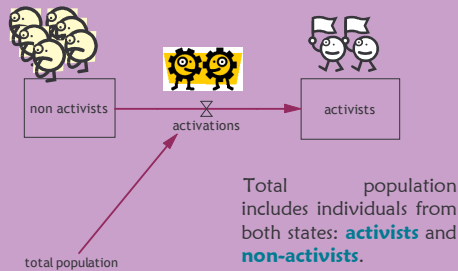 non activists
activations
activists
Total population
includes individuals from
both states: activists and
non-activists.
total population